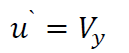 u` = V_y